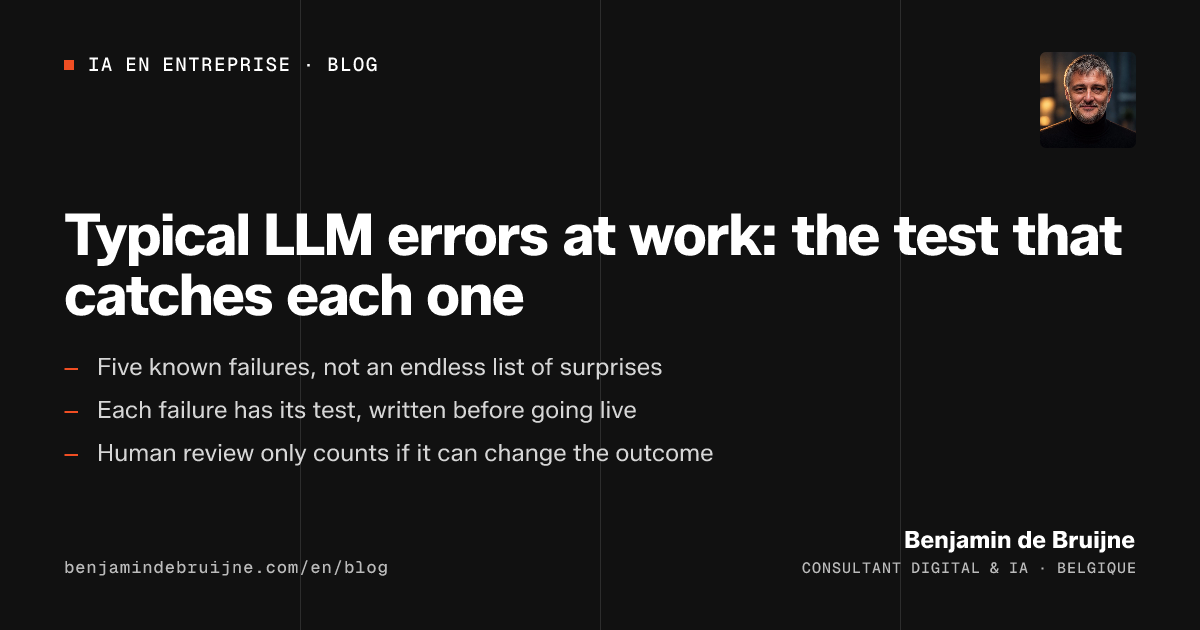 IA EN ENTREPRISE · BLOG
Typical LLM errors at work: the test that
catches each one
– Five known failures, not an endless list of surprises
– Each failure has its test, written before going live
– Human review only counts if it can change the outcome
benjamindebruijne.com/en/blog
Benjamin de Bruijne
CONSULTANT DIGITAL & IA · BELGIQUE